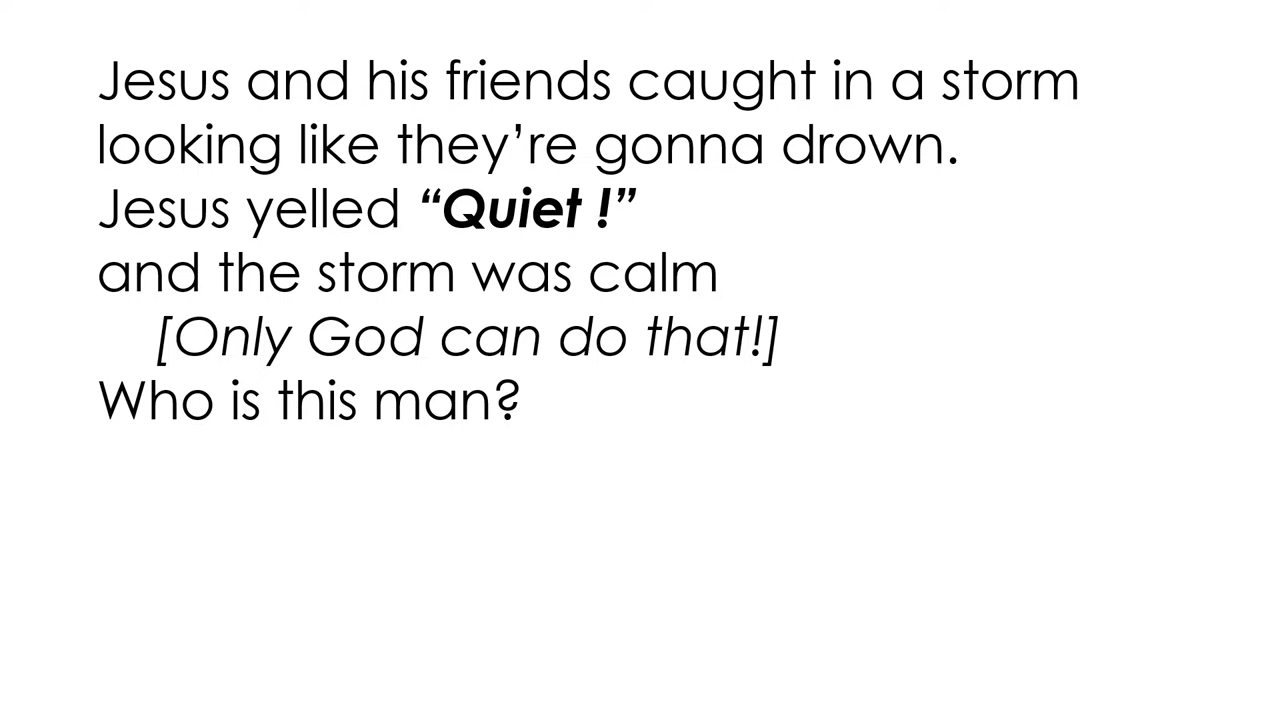 Jesus and his friends caught in a storm
looking like they’re gonna drown.
Jesus yelled “Quiet !”
and the storm was calm
[Only God can do that!]
Who is this man?